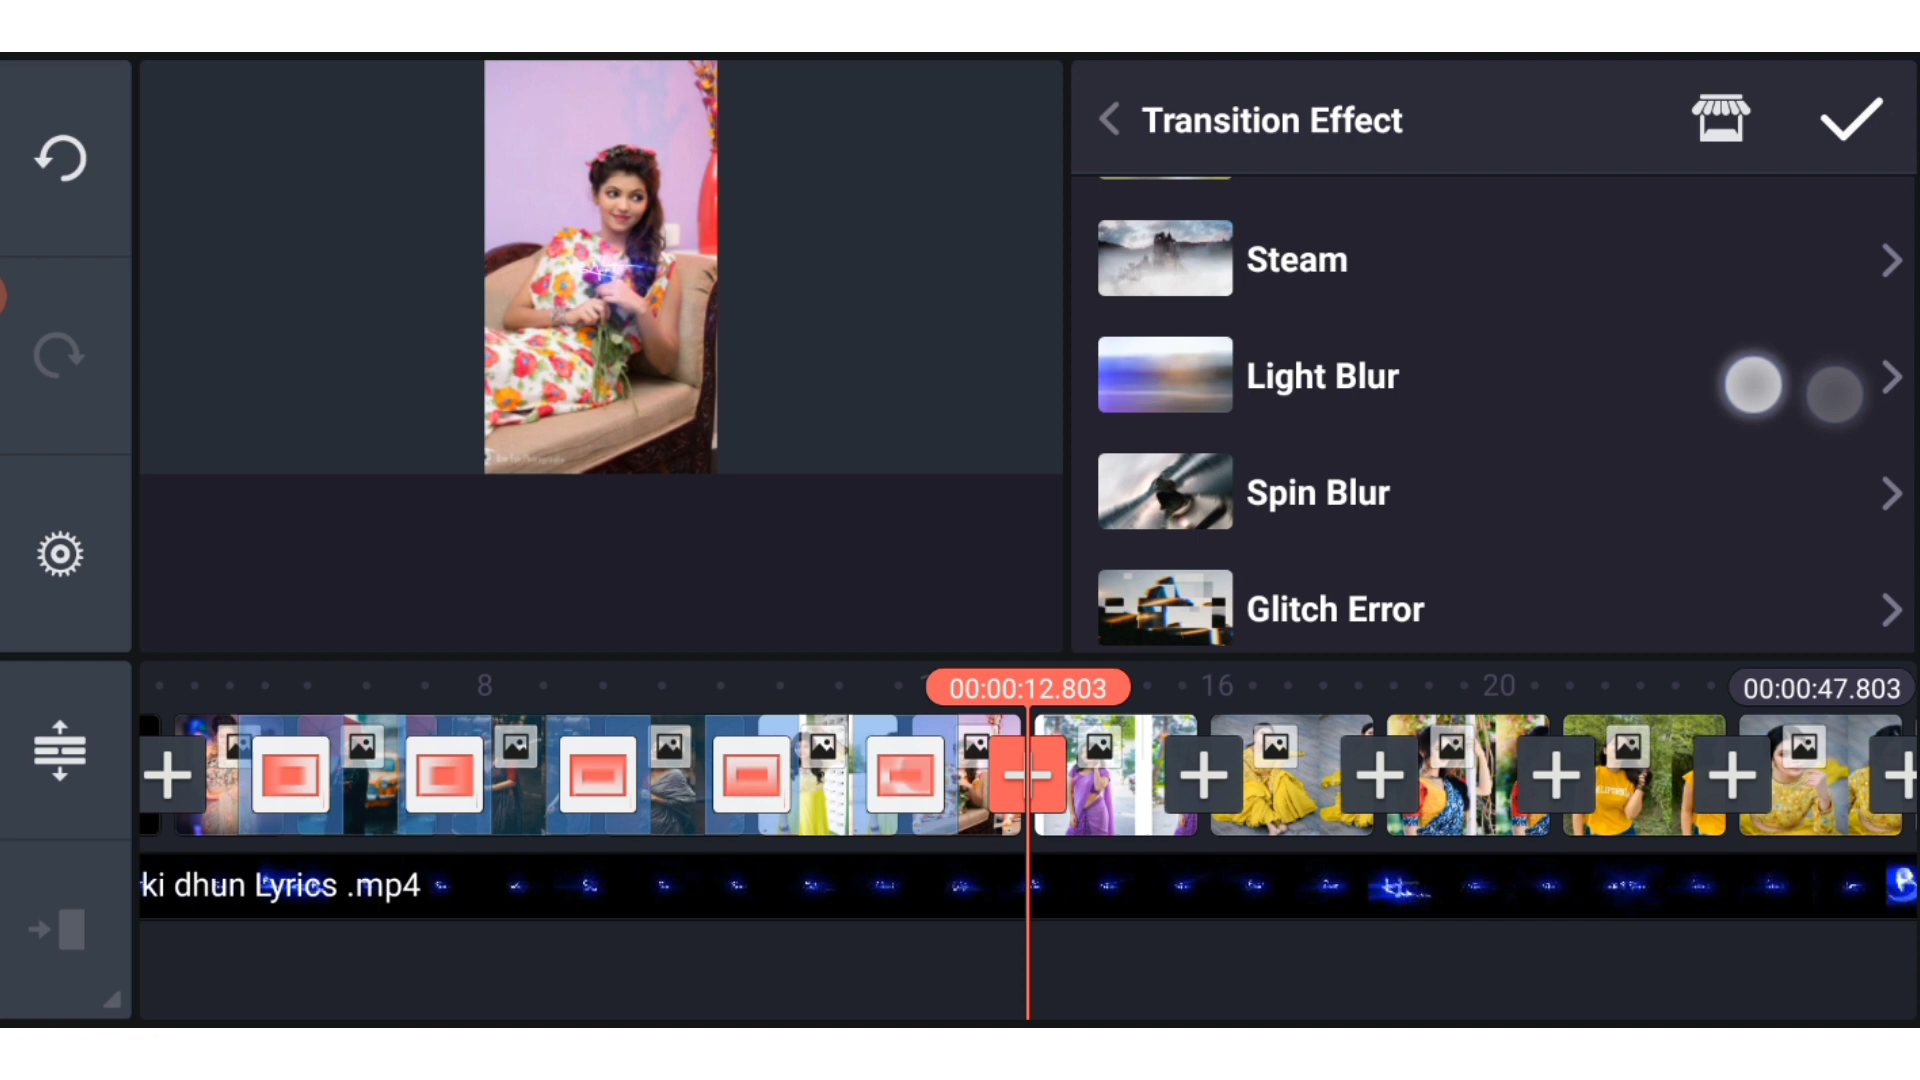 Transition Effect
Steam
Light Blur
Spin Blur
Glitch Error
8
00:00:12.803
16
20
00:00:47.803
ki dhun Lyrics .mp4